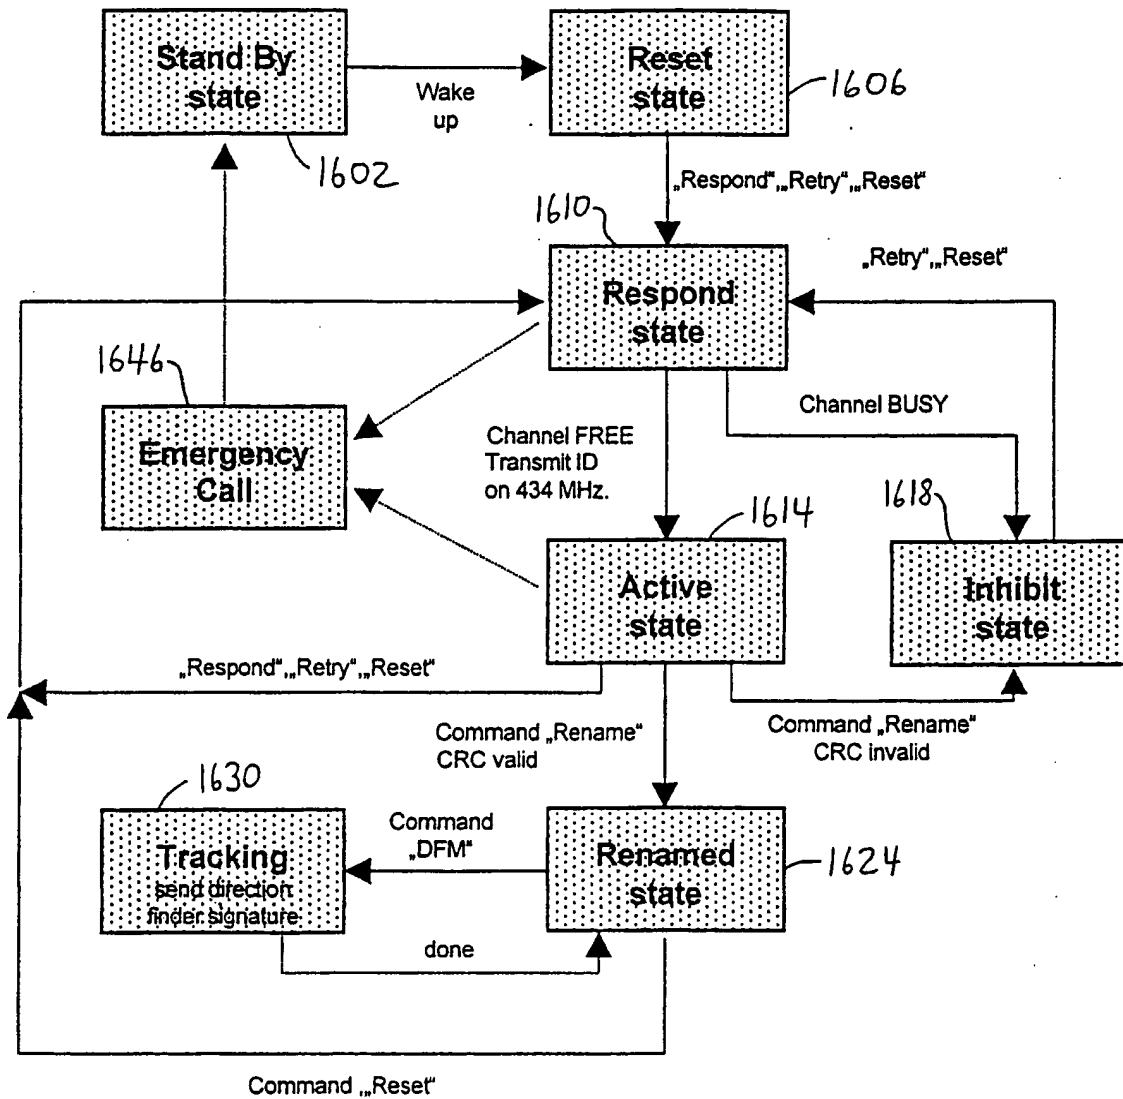 Stand By
state
Wake
up
Reset
state
1606
1602
„Respond“,„Retry“,„Reset“
1610
„Retry“,„Reset“
Respond
state
1646
Channel BUSY
Emergency
Call
Channel FREE
Transmit ID
on 434 MHz.
1614
1618
Active
state
Inhibit
state
„Respond“,„Retry“,„Reset“
Command „Rename“
CRC valid
Command „Rename“
CRC invalid
1630
Tracking
send direction
finder signature
Command
„DFM“
Renamed
state
1624
done
Command „Reset“